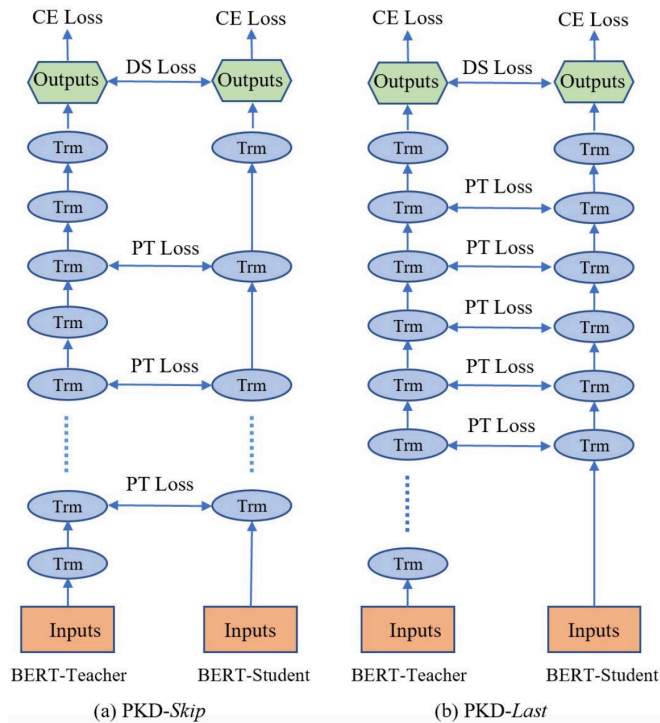 CE Loss CE Loss CE Loss CE Loss
Outputs DS Loss Outputs Outputs DS Loss Outputs
Trm Trm Trm Trm
Trm Trm PT Loss Trm
Trm PT Loss Trm Trm PT Loss Trm
Trm Trm PT Loss Trm
Trm PT Loss Trm Trm PT Loss Trm
Trm PT Loss Trm
Trm PT Loss Trm
Trm Trm
Inputs Inputs Inputs Inputs
BERT-Teacher BERT-Student BERT-Teacher BERT-Student
(a) PKD-Skip (b) PKD-Last